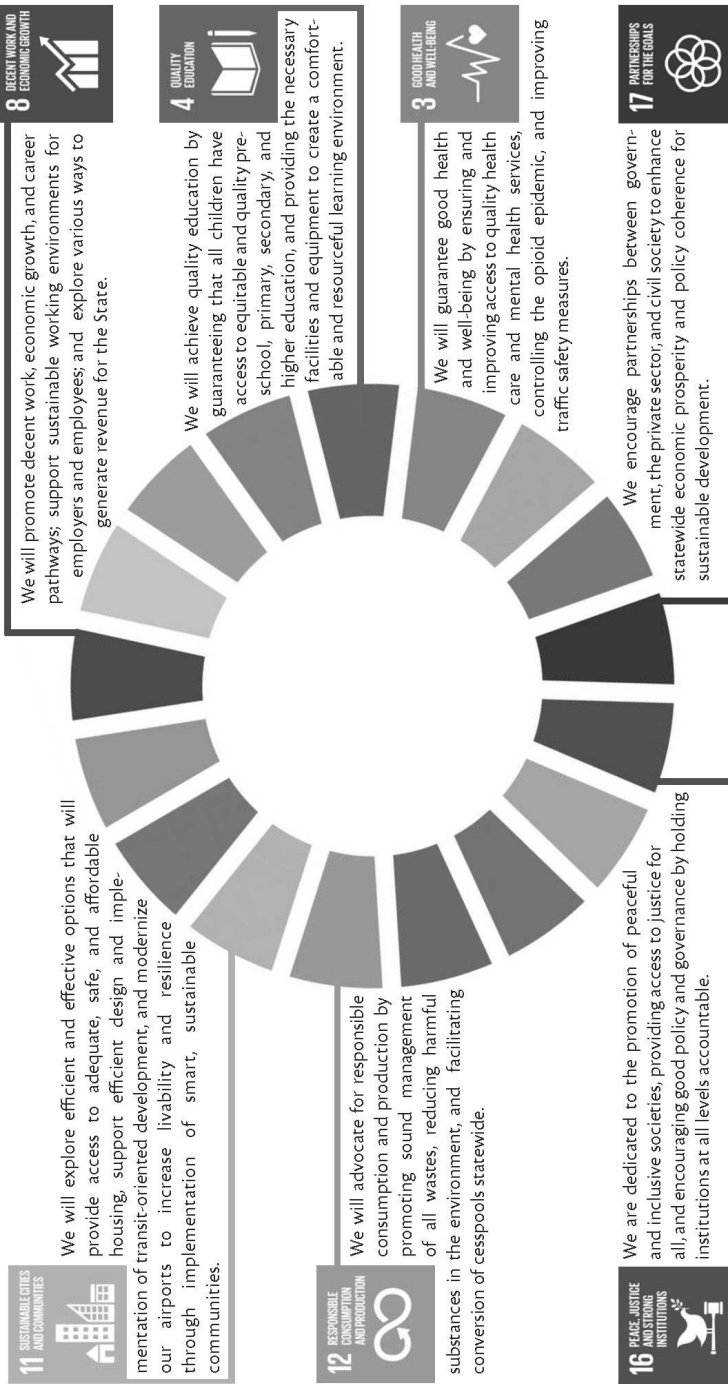 11 SUSTAINABLE CITIES
AND COMMUNITIES
We will explore efficient and effective options that will
provide access to adequate, safe, and affordable
housing, support efficient design and imple-
mentation of transit-oriented development, and modernize
our airports to increase livability and resilience
through implementation of smart, sustainable
communities.
12 RESPONSIBLE
CONSUMPTION
AND PRODUCTION
We will advocate for responsible
consumption and production by
promoting sound management
of all wastes, reducing harmful
substances in the environment, and facilitating
conversion of cesspools statewide.
16 PEACE, JUSTICE
AND STRONG
INSTITUTIONS
We are dedicated to the promotion of peaceful
and inclusive societies, providing access to justice for
all, and encouraging good policy and governance by holding
institutions at all levels accountable.
8 DECENT WORK AND
ECONOMIC GROWTH
We will promote decent work, economic growth, and career
pathways; support sustainable working environments for
employers and employees; and explore various ways to
generate revenue for the State.
4 QUALITY
EDUCATION
We will achieve quality education by
guaranteeing that all children have
access to equitable and quality pre-
school, primary, secondary, and
higher education, and providing the necessary
facilities and equipment to create a comfort-
able and resourceful learning environment.
3 GOOD HEALTH
AND WELL-BEING
We will guarantee good health
and well-being by ensuring and
improving access to quality health
care and mental health services,
controlling the opioid epidemic, and improving
traffic safety measures.
17 PARTNERSHIPS
FOR THE GOALS
We encourage partnerships between govern-
ment, the private sector, and civil society to enhance
statewide economic prosperity and policy coherence for
sustainable development.